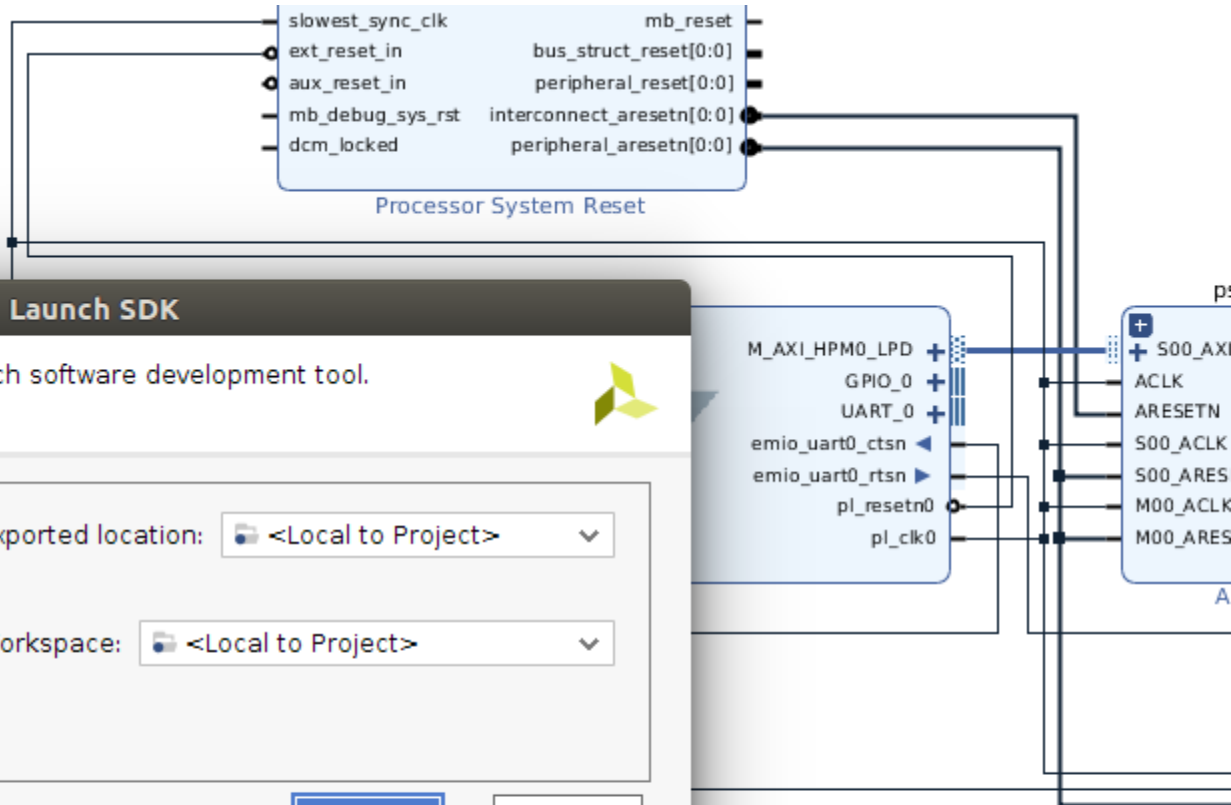 slowest_sync_clk mb_reset
ext_reset_in bus_struct_reset[0:0]
aux_reset_in peripheral_reset[0:0]
mb_debug_sys_rst interconnect_aresetn[0:0]
dcm_locked peripheral_aresetn[0:0]
Processor System Reset
Launch SDK
ch software development tool.
xported location: <Local to Project>
orkspace: <Local to Project>
M_AXI_HPM0_LPD
GPIO_0
UART_0
emio_uart0_ctsn
emio_uart0_rtsn
pl_resetn0
pl_clk0
ps
S00_AXI
ACLK
ARESETN
S00_ACLK
S00_ARES
M00_ACLK
M00_ARES
A